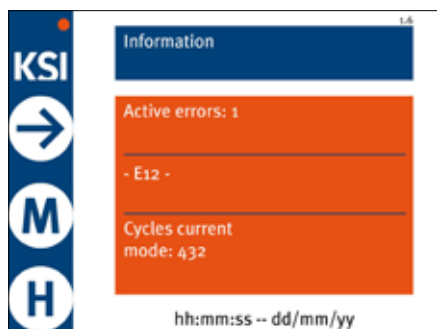 1.6
KSI
Information
Active errors: 1
- E12 -
Cycles current
mode: 432
M
H
hh:mm:ss -- dd/mm/yy